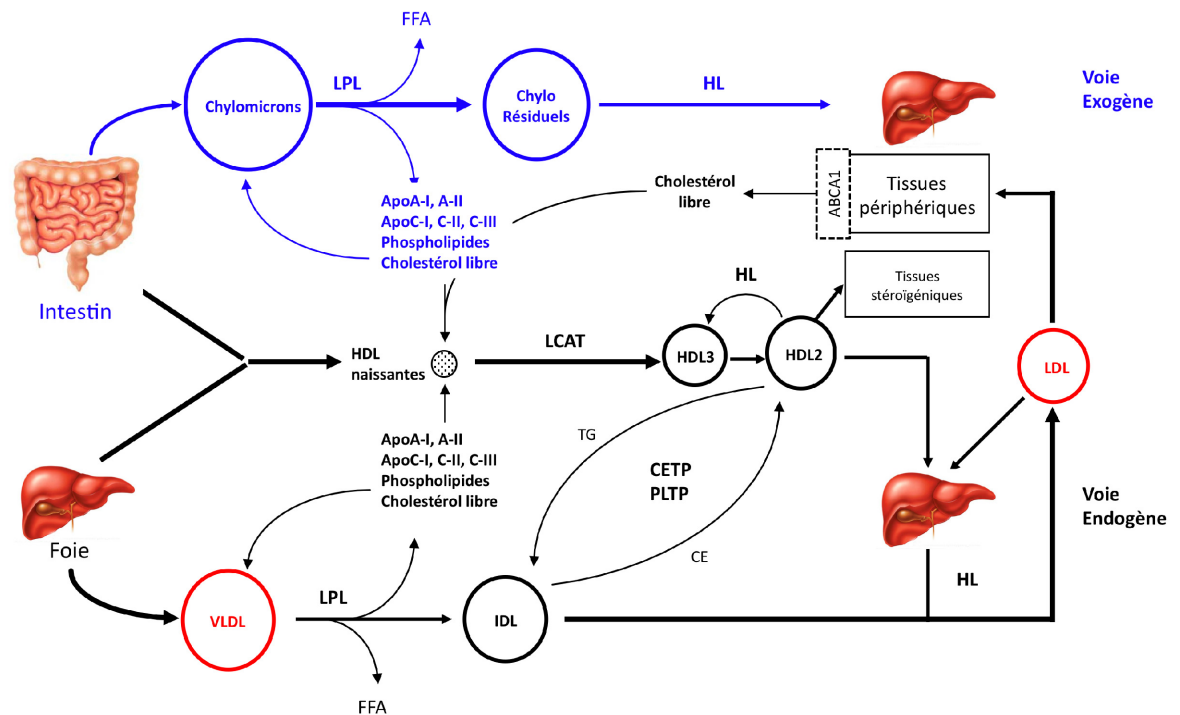 FFA
LPL
Chylomicrons
Chylo
Résiduels
HL
Voie
Exogène
Intestin
ApoA-I, A-II
ApoC-I, C-II, C-III
Phospholipides
Cholestérol libre
Cholestérol
libre
ABCA1
Tissues
périphériques
HL
Tissues
stéroïgéniques
HDL
naissantes
LCAT
HDL3
HDL2
LDL
TG
CETP
PLTP
CE
ApoA-I, A-II
ApoC-I, C-II, C-III
Phospholipides
Cholestérol libre
Foie
Voie
Endogène
HL
VLDL
LPL
IDL
FFA